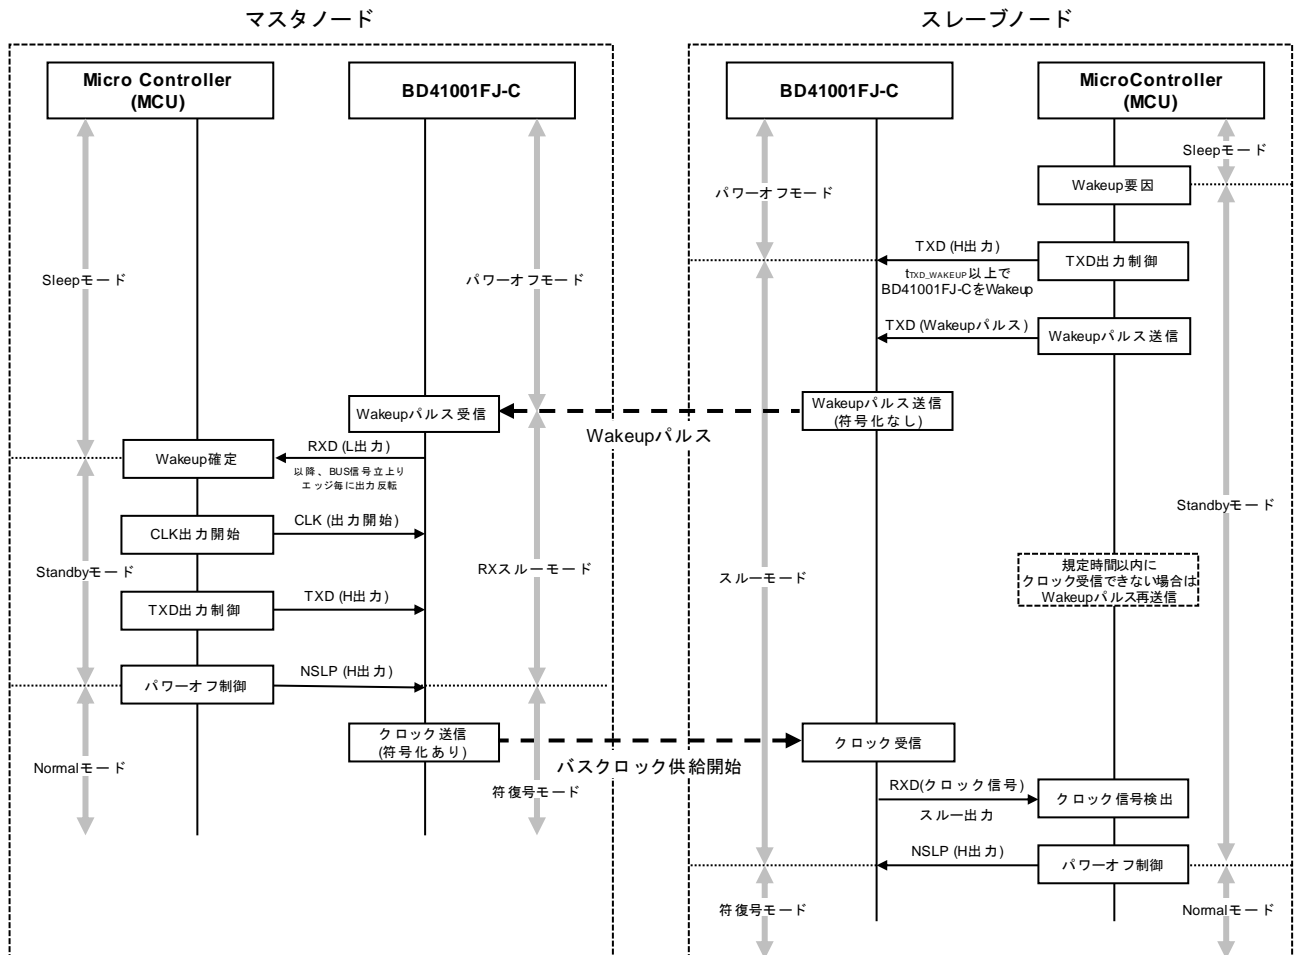 マスタノード
スレーブノード
Micro Controller
(MCU)
BD41001FJ-C
BD41001FJ-C
MicroController
(MCU)
Sleepモード
Wakeup要因
パワーオフモード
TXD (H出力)
TXD出力制御
tTXD_WAKEUP以上で
BD41001FJ-CをWakeup
Sleepモード
パワーオフモード
TXD (Wakeupパルス)
Wakeupパルス送信
Wakeupパルス受信
Wakeupパルス送信
(符号化なし)
Wakeupパルス
RXD (L出力)
Wakeup確定
以降、BUS信号立上り
エッジ毎に出力反転
Standbyモード
CLK (出力開始)
CLK出力開始
Standbyモード
RXスルーモード
スルーモード
規定時間以内に
クロック受信できない場合は
Wakeupパルス再送信
TXD (H出力)
TXD出力制御
NSLP (H出力)
パワーオフ制御
クロック送信
(符号化あり)
クロック受信
バスクロック供給開始
Normalモード
符復号モード
RXD(クロック信号)
スルー出力
クロック信号検出
NSLP (H出力)
パワーオフ制御
符復号モード
Normalモード